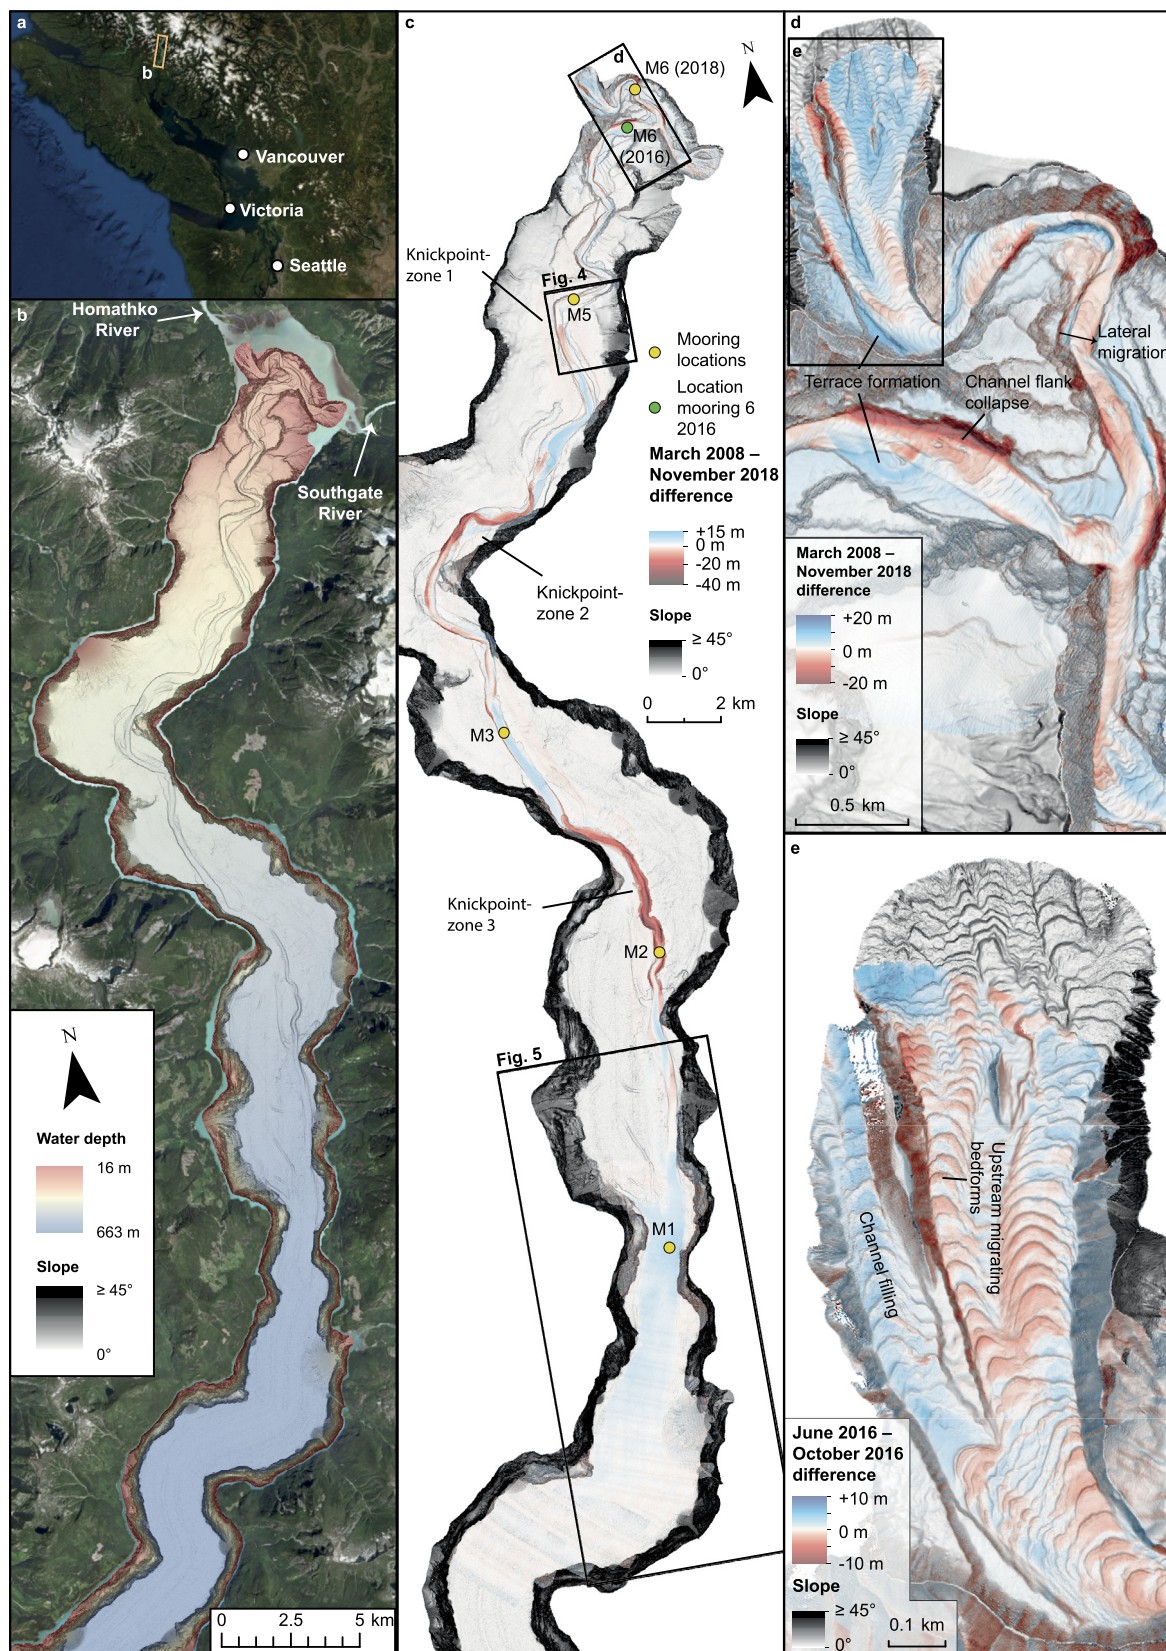 a
b
Vancouver
Victoria
Seattle
b
Homathko
River
Southgate
River
N
Water depth
16 m
663 m
Slope
≥ 45°
0°
0
2.5
5 km
c
d
M6 (2018)
N
M6
(2016)
Knickpoint-
zone 1
Fig. 4
M5
Mooring
locations
Location
mooring 6
2016
March 2008 –
November 2018
difference
+15 m
0 m
-20 m
-40 m
Knickpoint-
zone 2
Slope
≥ 45°
0°
0
2 km
M3
Knickpoint-
zone 3
M2
Fig. 5
M1
d
e
Lateral
migration
Terrace formation
Channel flank
collapse
March 2008 –
November 2018
difference
+20 m
0 m
-20 m
Slope
≥ 45°
0°
0.5 km
e
Upstream migrating
bedforms
Channel filling
June 2016 –
October 2016
difference
+10 m
0 m
-10 m
Slope
≥ 45°
0°
0.1 km